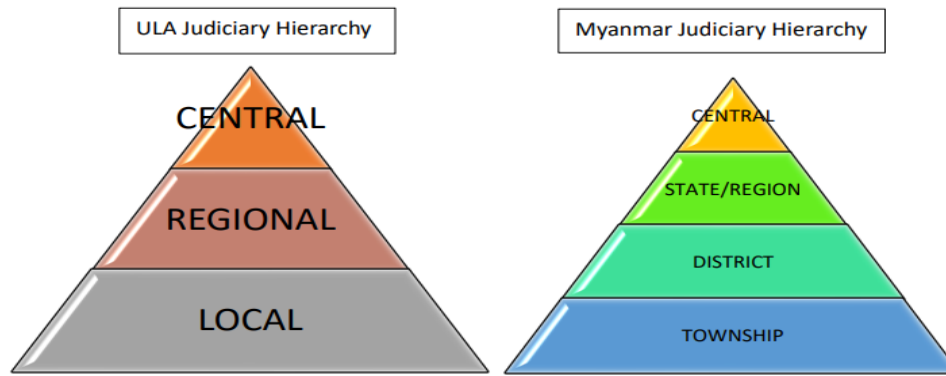 ULA Judiciary Hierarchy
CENTRAL
REGIONAL
LOCAL
Myanmar Judiciary Hierarchy
CENTRAL
STATE/REGION
DISTRICT
TOWNSHIP